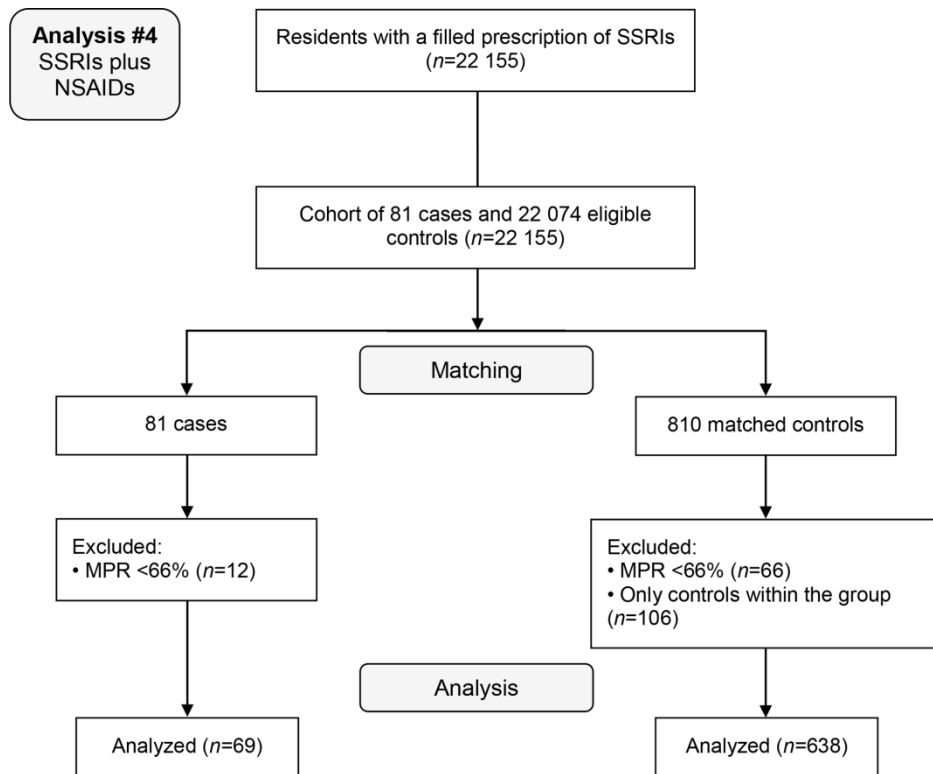 Analysis #4
SSRIs plus
NSAIDs
Residents with a filled prescription of SSRIs
(n=22 155)
Cohort of 81 cases and 22 074 eligible
controls (n=22 155)
Matching
81 cases
810 matched controls
Excluded:
• MPR <66% (n=12)
Excluded:
• MPR <66% (n=66)
• Only controls within the group
(n=106)
Analysis
Analyzed (n=69)
Analyzed (n=638)